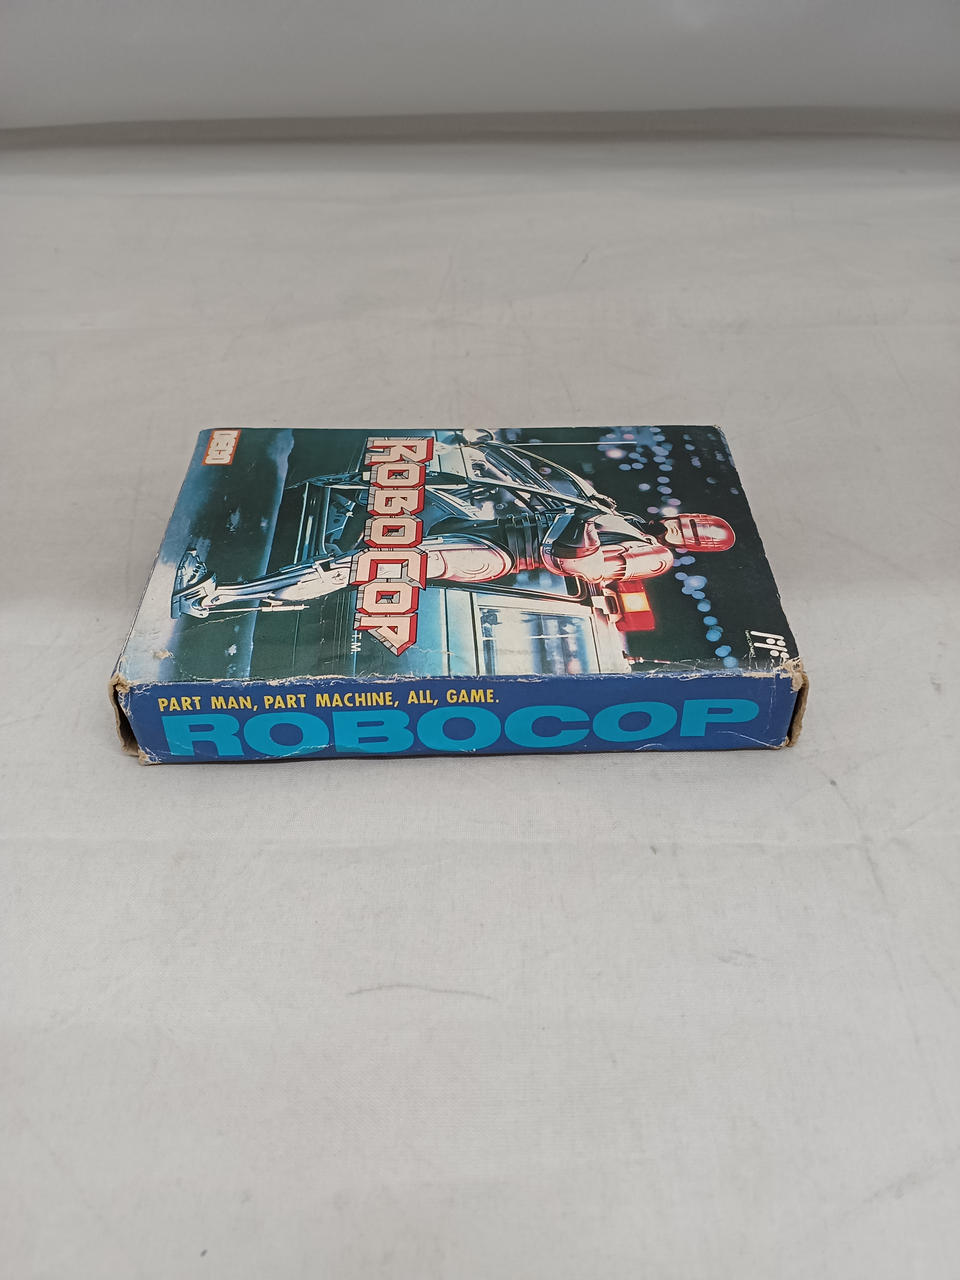 DECO
ROBOCOP
T.M
PART MAN, PART MACHINE, ALL, GAME.
ROBOCOP